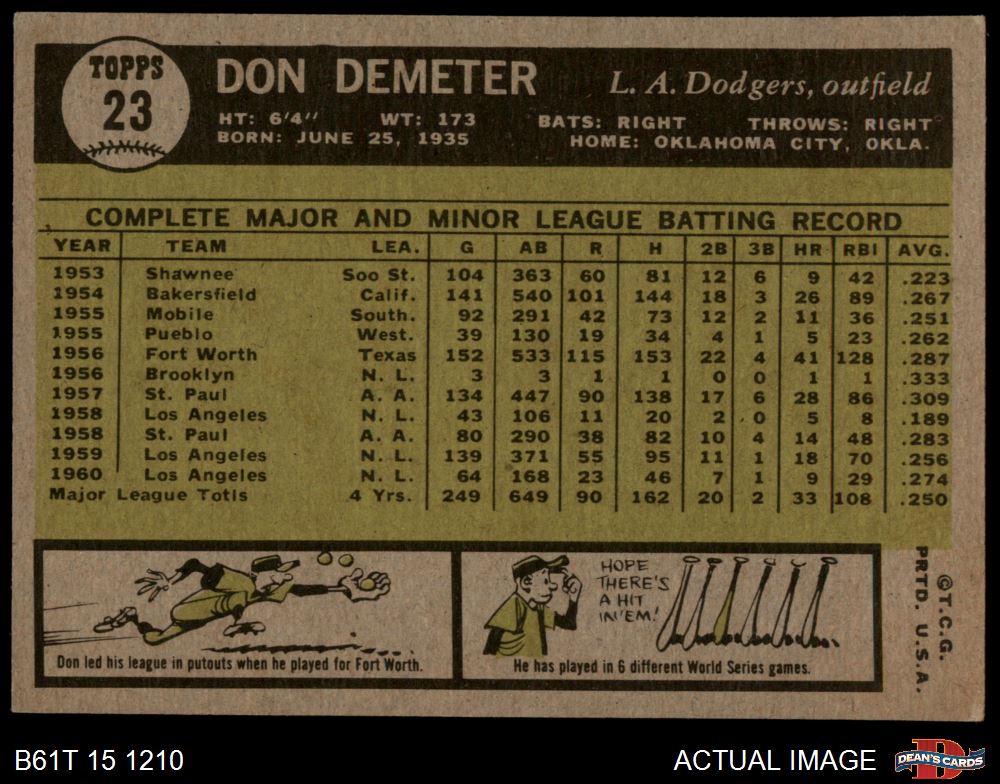 TOPPS
23
DON DEMETER
L. A. Dodgers, outfield
HT: 6'4" WT: 173 BATS: RIGHT THROWS: RIGHT
BORN: JUNE 25, 1935 HOME: OKLAHOMA CITY, OKLA.
COMPLETE MAJOR AND MINOR LEAGUE BATTING RECORD
YEAR TEAM LEA. G AB R H 2B 3B HR RBI AVG.
1953 Shawnee Soo St. 104 363 60 81 12 6 9 42 .223
1954 Bakersfield Calif. 141 540 101 144 18 3 26 89 .267
1955 Mobile South. 92 291 42 73 12 2 11 36 .251
1955 Pueblo West. 39 130 19 34 4 1 5 23 .262
1956 Fort Worth Texas 152 533 115 153 22 4 41 128 .287
1956 Brooklyn N. L. 3 3 1 1 0 0 1 1 .333
1957 St. Paul A. A. 134 447 90 138 17 6 28 86 .309
1958 Los Angeles N. L. 43 106 11 20 2 0 5 8 .189
1958 St. Paul A. A. 80 290 38 82 10 4 14 48 .283
1959 Los Angeles N. L. 139 371 55 95 11 1 18 70 .256
1960 Los Angeles N. L. 64 168 23 46 7 1 9 29 .274
Major League Totls 4 Yrs. 249 649 90 162 20 2 33 108 .250
Don led his league in putouts when he played for Fort Worth.
HOPE
THERE'S
A HIT
IN 'EM!
He has played in 6 different World Series games.
©T.C.G.
PRTD. U.S.A.
B61T 15 1210
ACTUAL IMAGE
DEAN'S CARDS